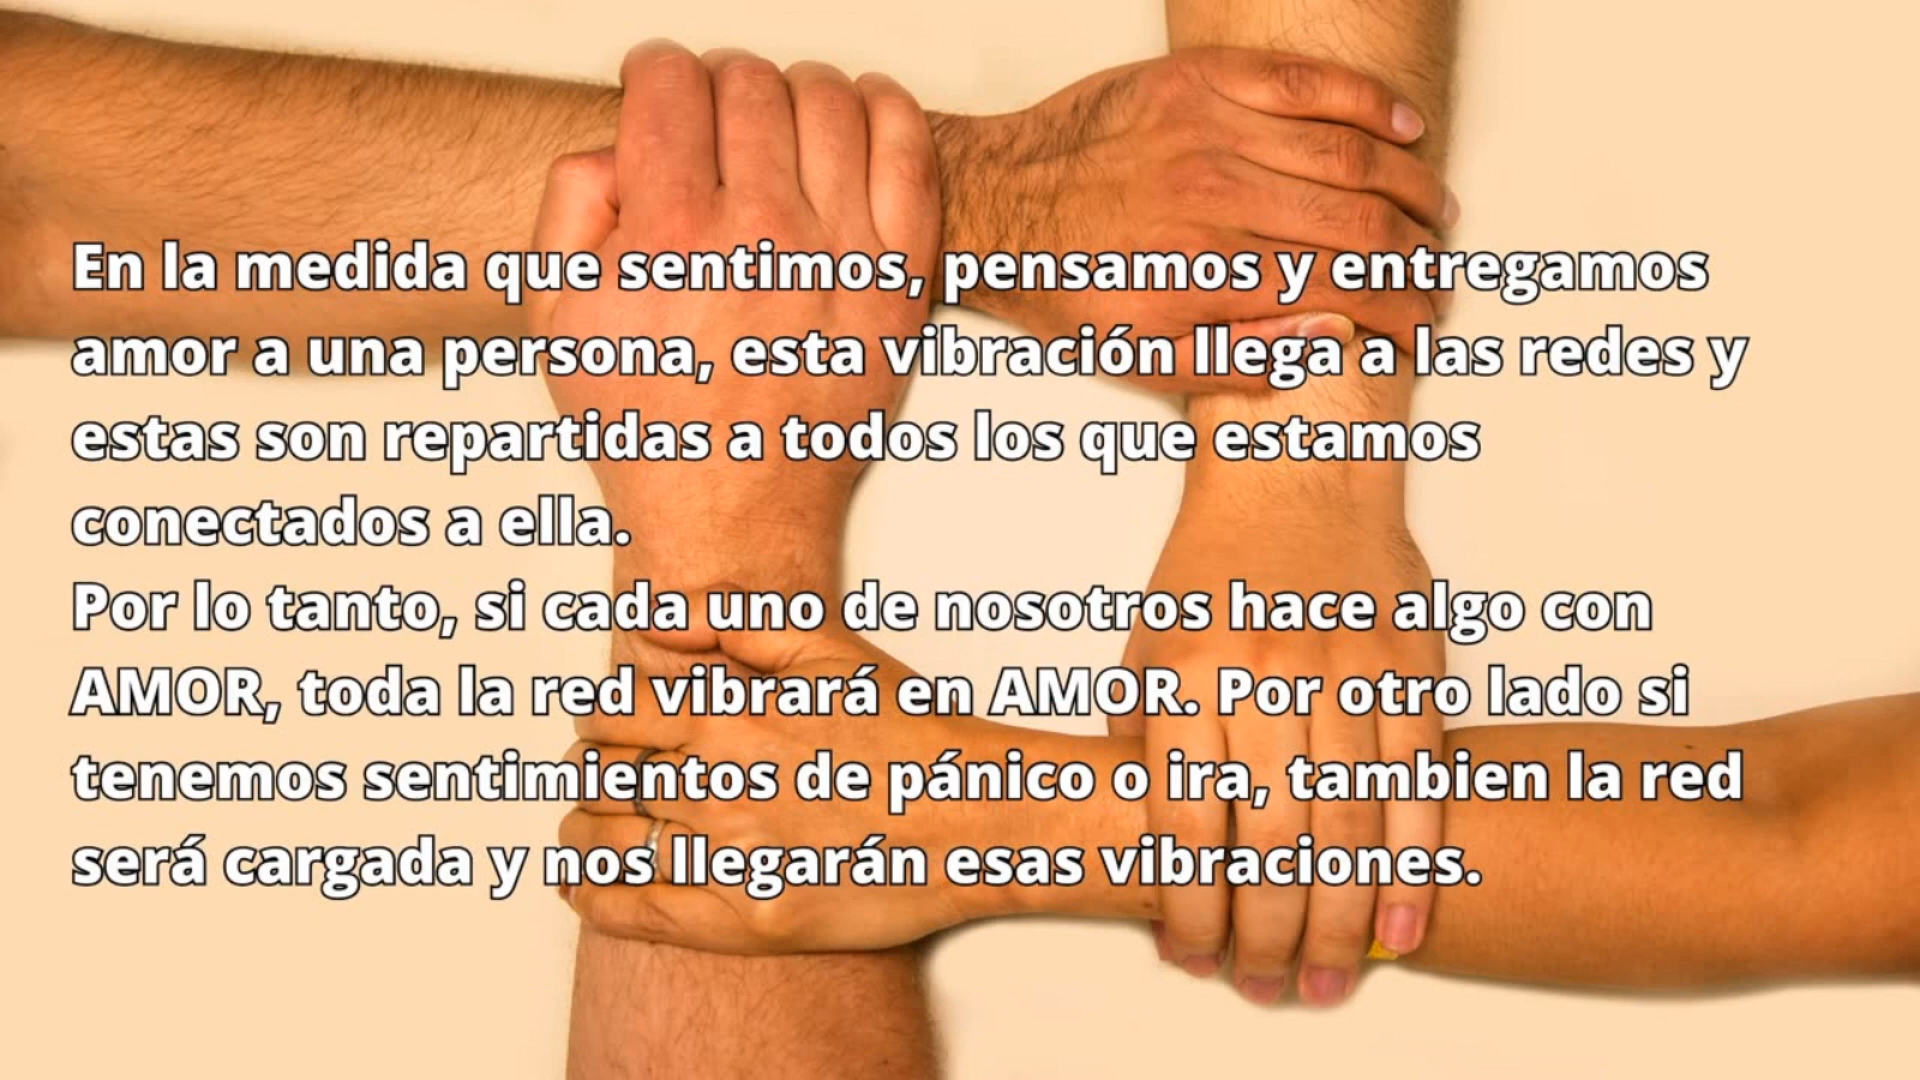 En la medida que sentimos, pensamos y entregamos
amor a una persona, esta vibración llega a las redes y
estas son repartidas a todos los que estamos
conectados a ella.
Por lo tanto, si cada uno de nosotros hace algo con
AMOR, toda la red vibrará en AMOR. Por otro lado si
tenemos sentimientos de pánico o ira, tambien la red
será cargada y nos llegarán esas vibraciones.